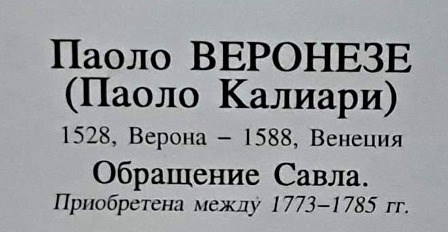 Паоло ВЕРОНЕЗЕ
(Паоло Калиари)
1528, Верона – 1588, Венеция
Обращение Савла.
Приобретена между 1773–1785 гг.